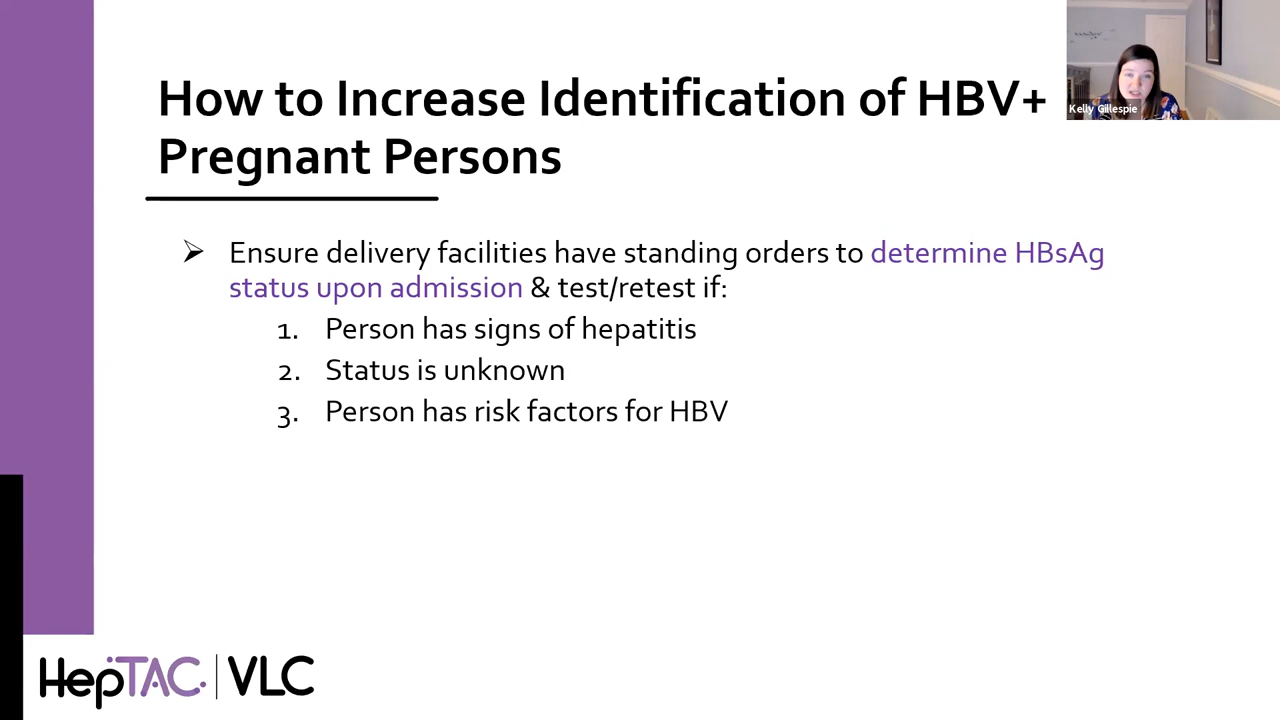 How to Increase Identification of HBV+
Pregnant Persons
Kelly Gillespie
➢ Ensure delivery facilities have standing orders to determine HBsAg
status upon admission & test/retest if:
1. Person has signs of hepatitis
2. Status is unknown
3. Person has risk factors for HBV
HepTAC | VLC